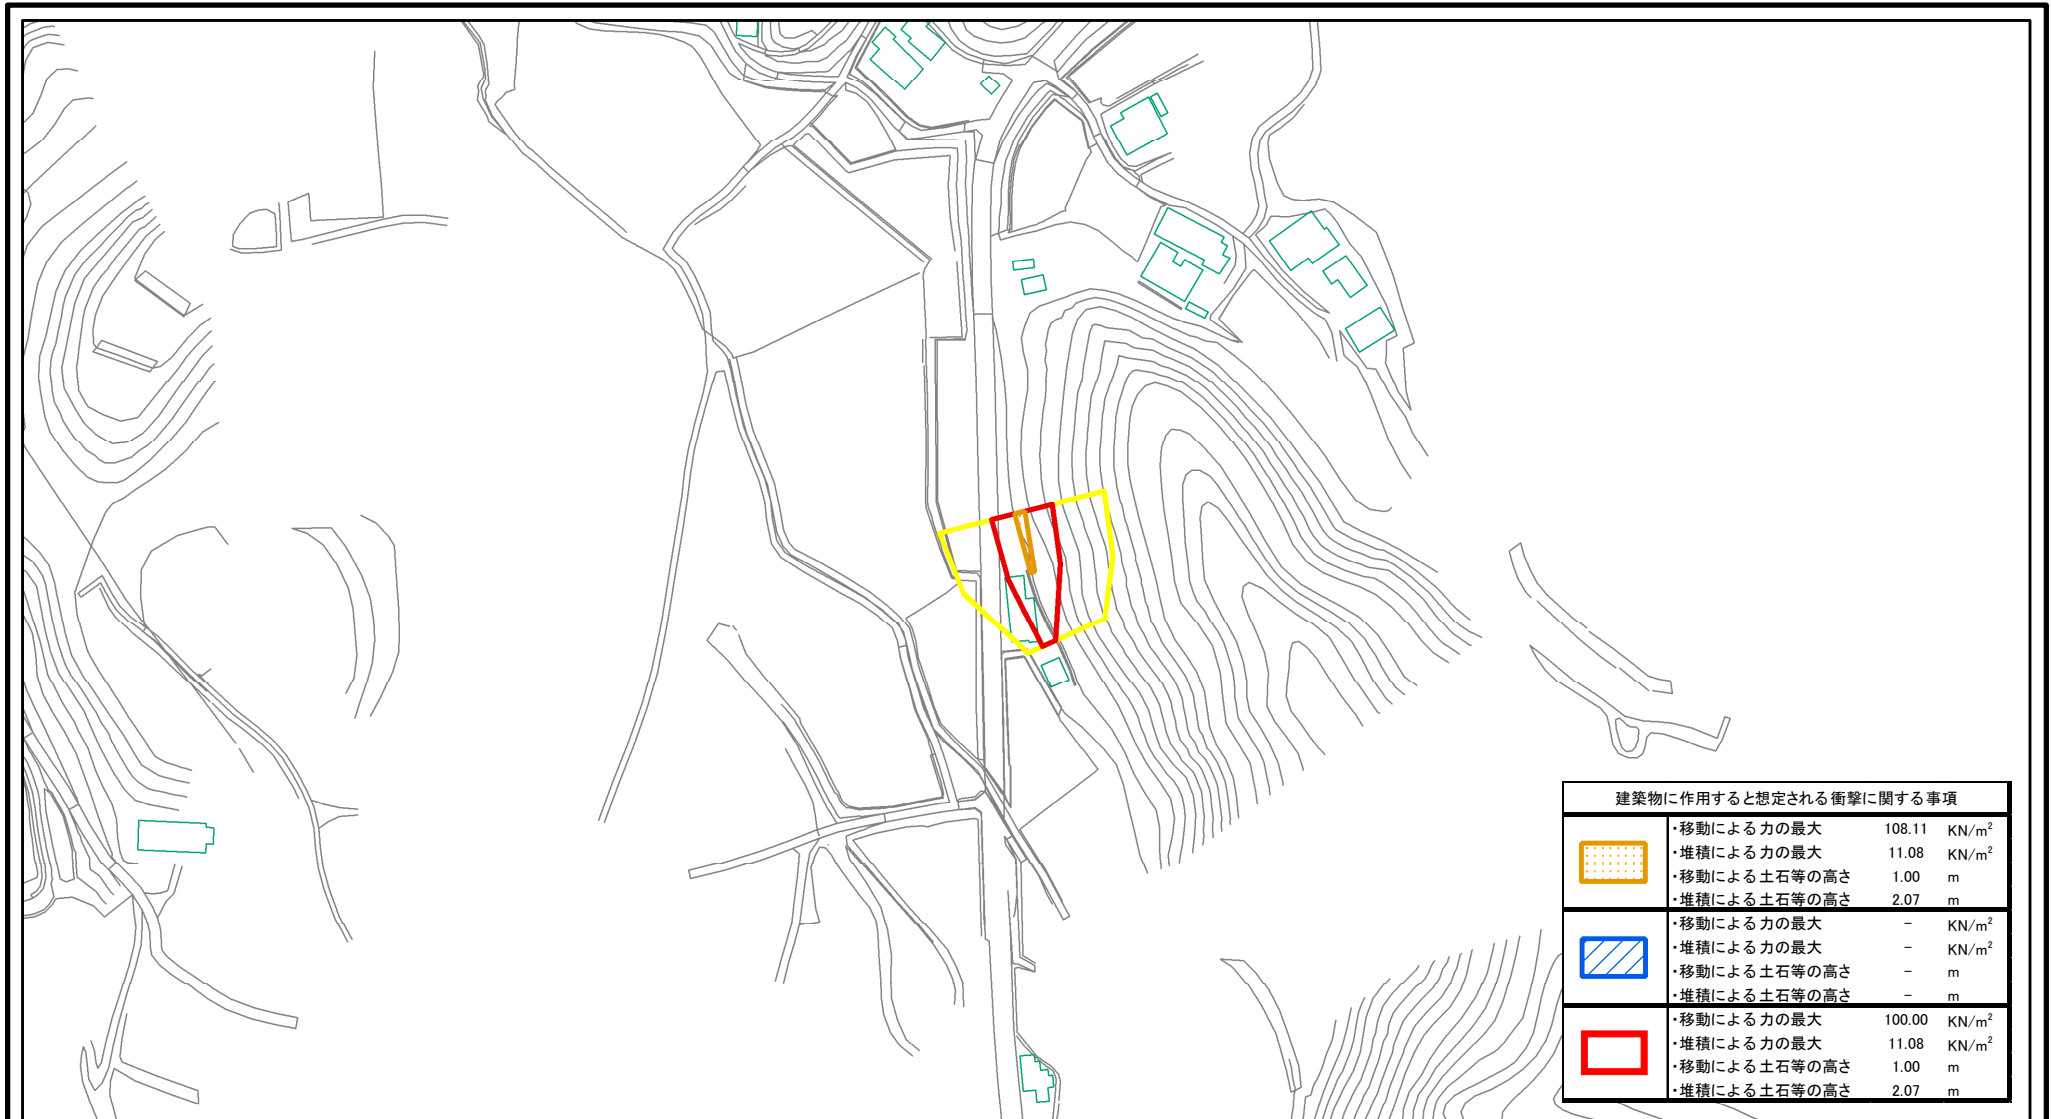 建築物に作用すると想定される衝撃に関する事項
・移動による力の最大 108.11 KN/m²
・堆積による力の最大 11.08 KN/m²
・移動による土石等の高さ 1.00 m
・堆積による土石等の高さ 2.07 m
・移動による力の最大 － KN/m²
・堆積による力の最大 － KN/m²
・移動による土石等の高さ － m
・堆積による土石等の高さ － m
・移動による力の最大 100.00 KN/m²
・堆積による力の最大 11.08 KN/m²
・移動による土石等の高さ 1.00 m
・堆積による土石等の高さ 2.07 m